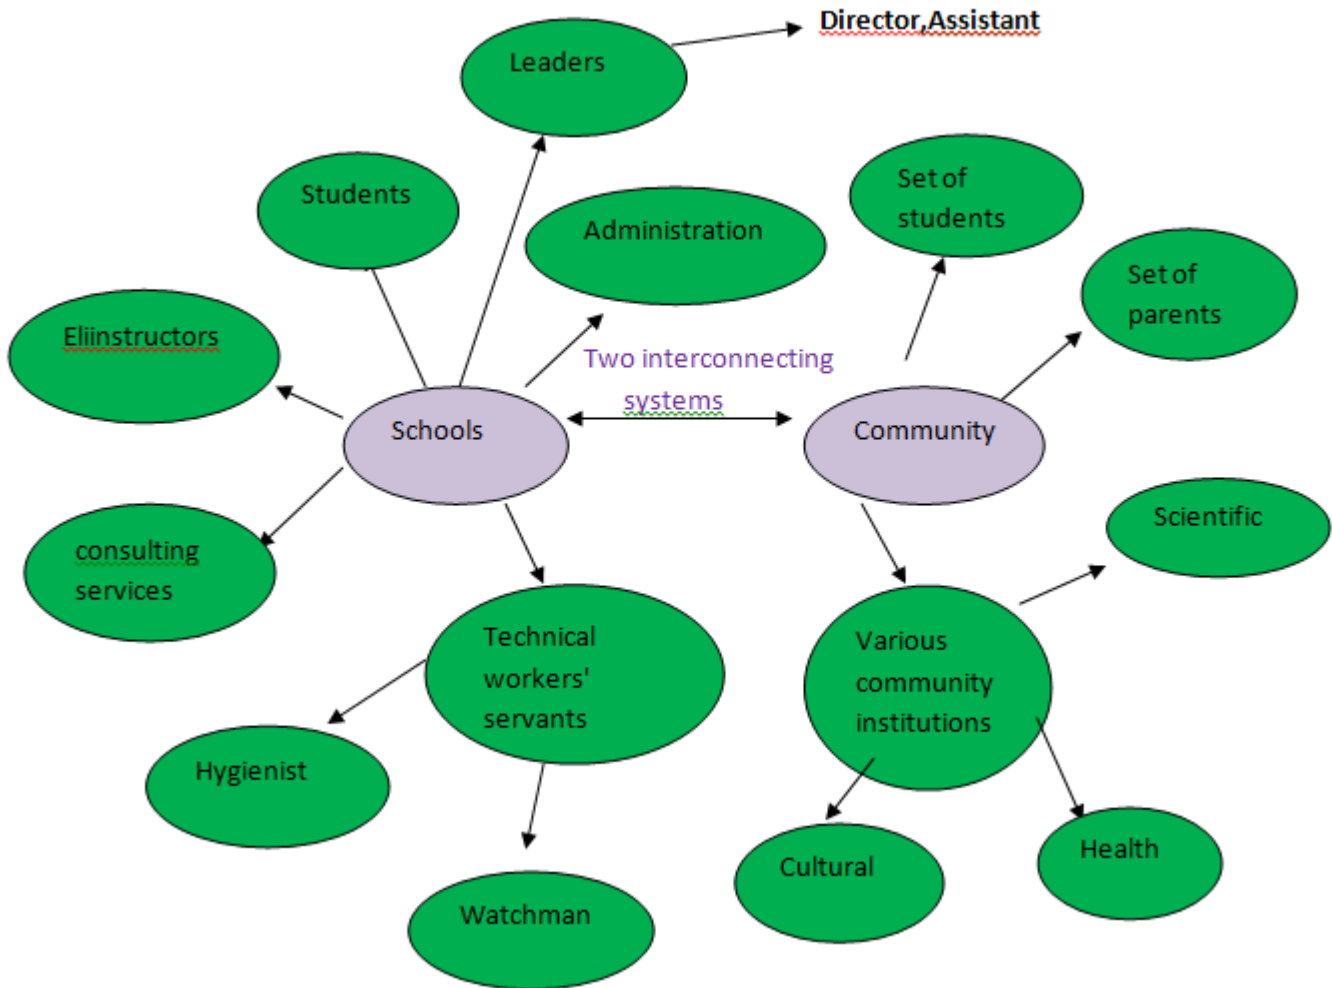 Director,Assistant
Leaders
Students
Administration
Set of
students
Set of
parents
Eliinstructors
Two interconnecting
systems
Schools
Community
Scientific
consulting
services
Technical
workers'
servants
Various
community
institutions
Hygienist
Watchman
Cultural
Health